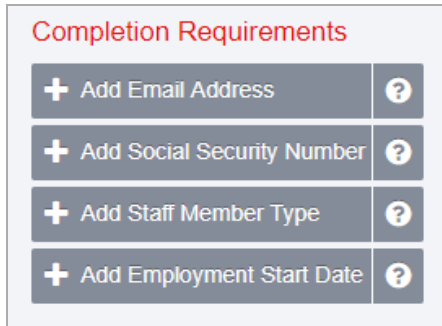 Completion Requirements
Add Email Address
Add Social Security Number
Add Staff Member Type
Add Employment Start Date